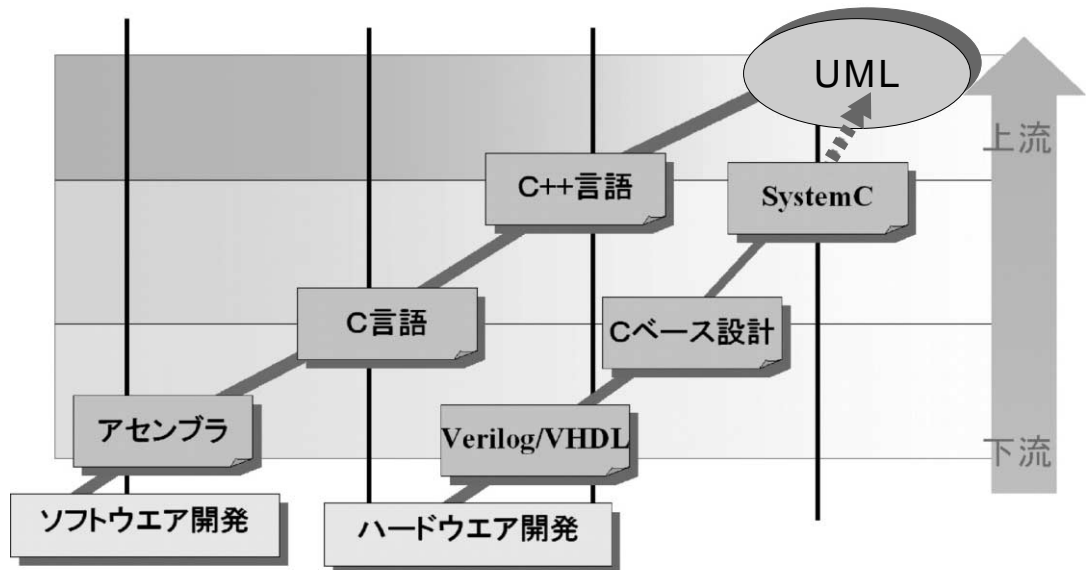 UML
上流
C++言語
SystemC
C言語
Cベース設計
アセンブラ
Verilog/VHDL
下流
ソフトウエア開発
ハードウエア開発